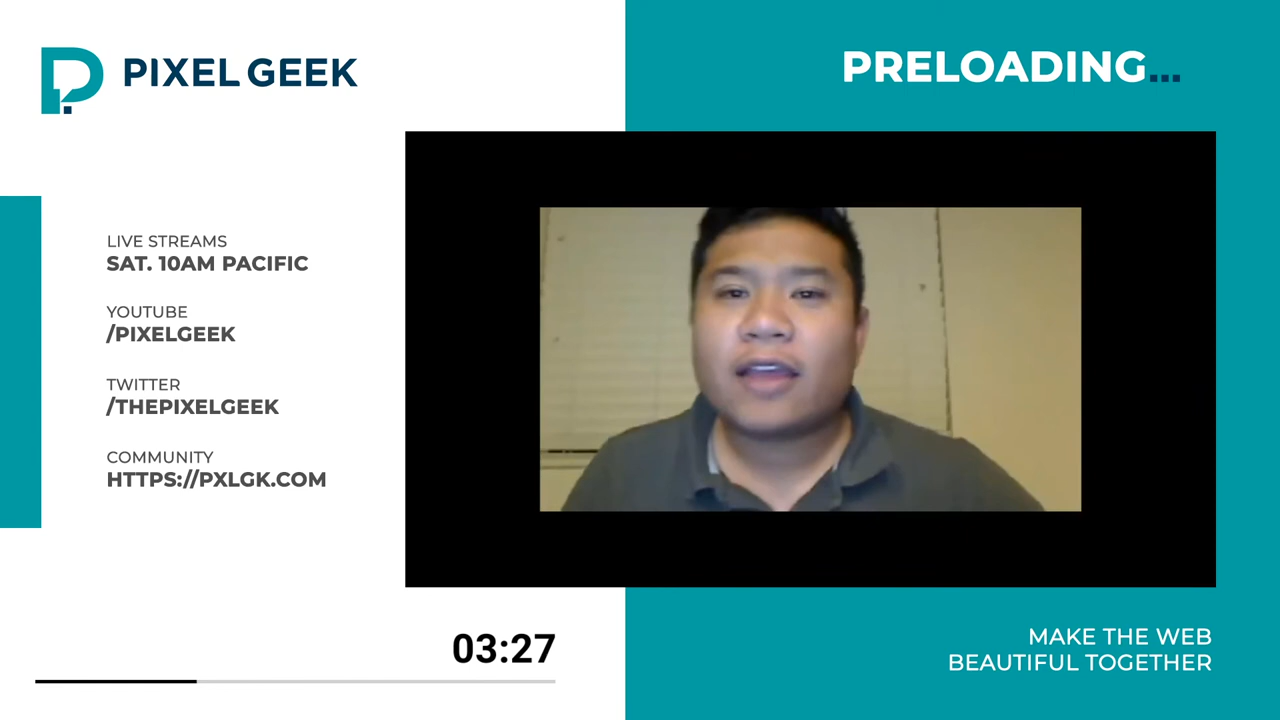 PIXEL GEEK
PRELOADING...
LIVE STREAMS
SAT. 10AM PACIFIC
YOUTUBE
/PIXELGEEK
TWITTER
/THEPIXELGEEK
COMMUNITY
HTTPS://PXLGK.COM
03:27
MAKE THE WEB
BEAUTIFUL TOGETHER